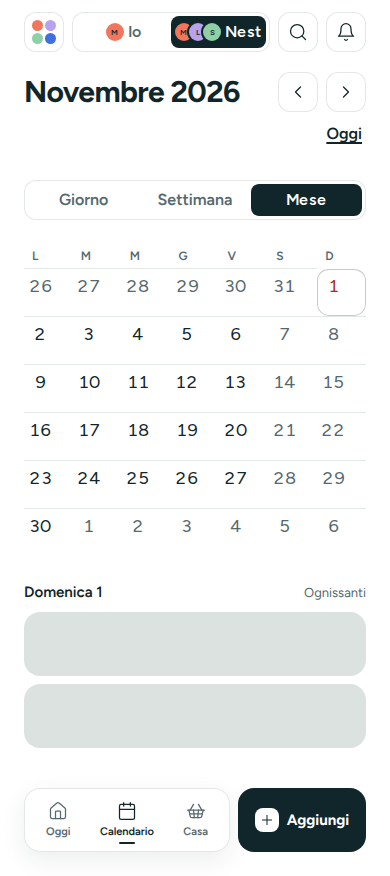 M Io M L S Nest
Novembre 2026
Oggi
Giorno Settimana Mese
L M M G V S D
26 27 28 29 30 31 1
2 3 4 5 6 7 8
9 10 11 12 13 14 15
16 17 18 19 20 21 22
23 24 25 26 27 28 29
30 1 2 3 4 5 6
Domenica 1 Ognissanti
Oggi Calendario Casa Aggiungi